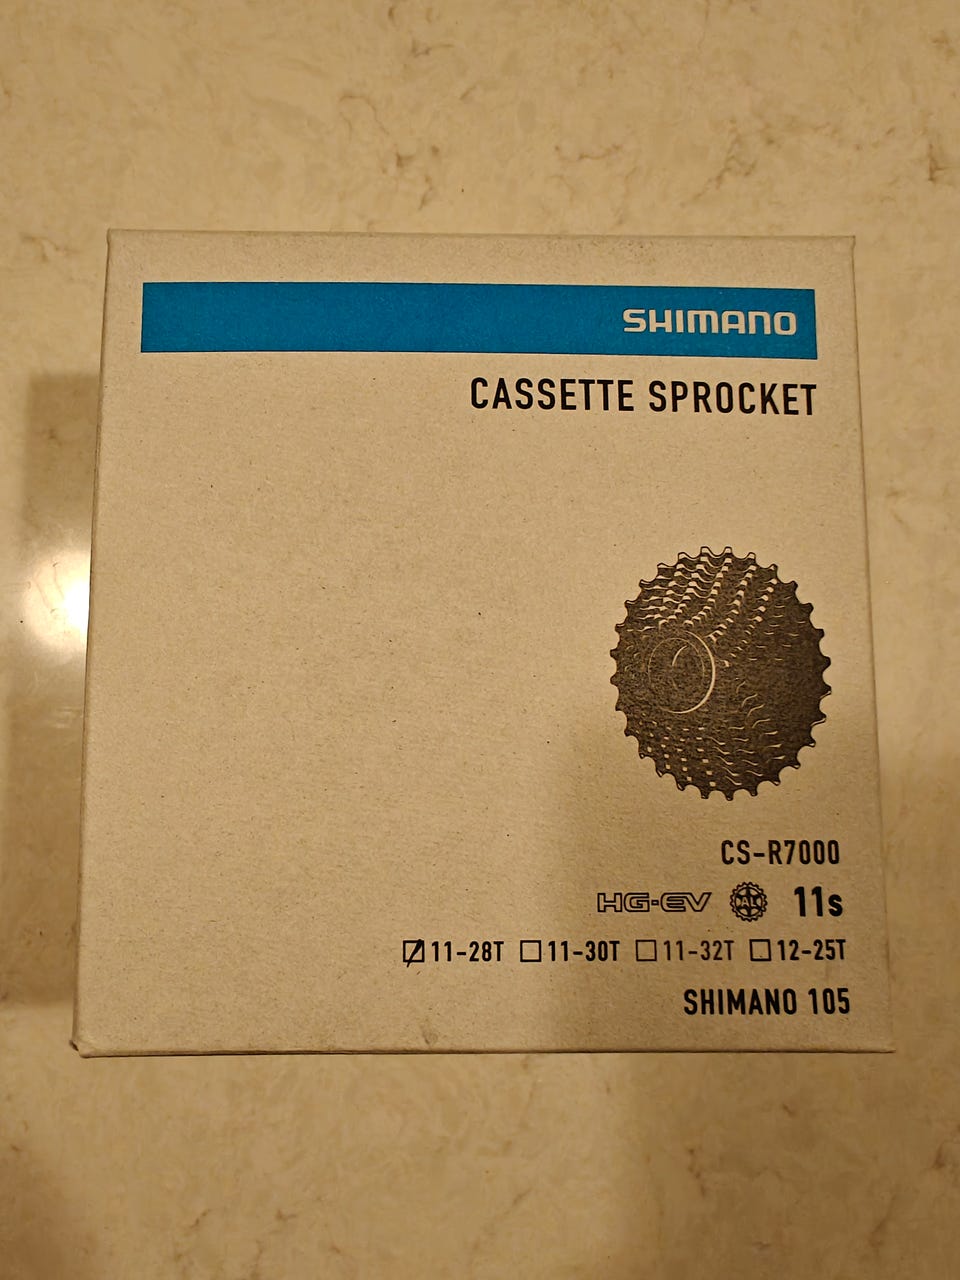 SHIMANO
CASSETTE SPROCKET
CS-R7000
HG-EV 11s
11-28T 11-30T 11-32T 12-25T
SHIMANO 105